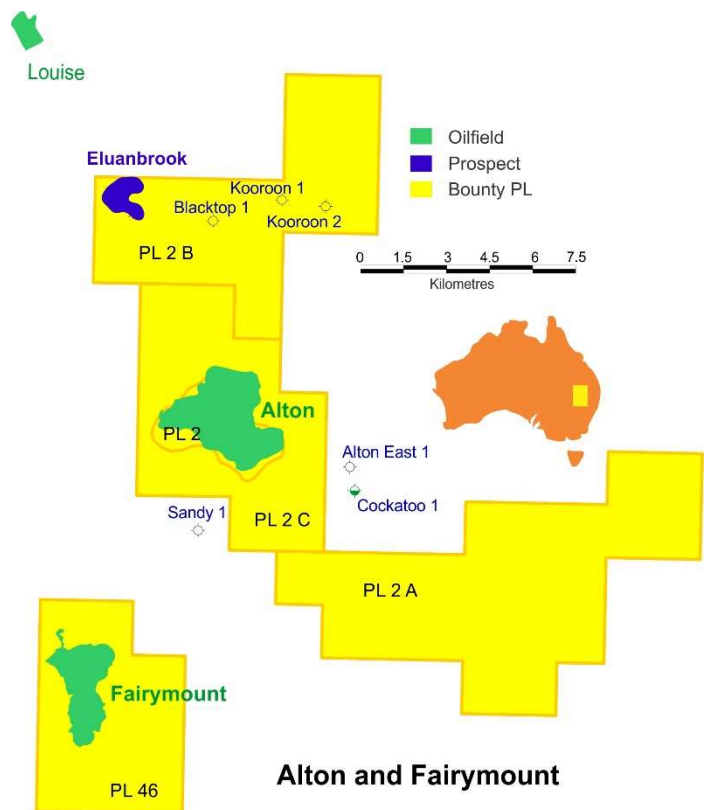 Louise
Oilfield
Eluanbrook
Prospect
Kooroon 1
Bounty PL
Blacktop 1
Kooroon 2
PL 2 B
0 1.5 3 4.5 6 7.5
Kilometres
Alton
PL 2
Alton East 1
Sandy 1
PL 2 C
Cockatoo 1
PL 2 A
Fairymount
Alton and Fairymount
PL 46